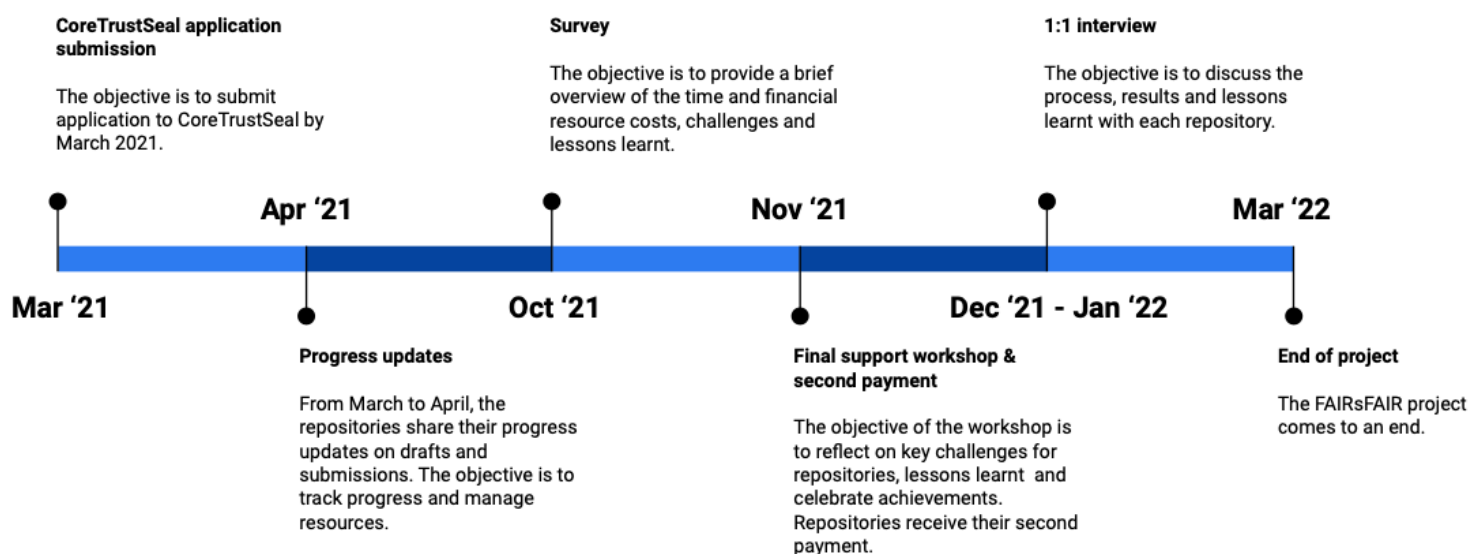 CoreTrustSeal application
submission
The objective is to submit
application to CoreTrustSeal by
March 2021.
Survey
The objective is to provide a brief
overview of the time and financial
resource costs, challenges and
lessons learnt.
1:1 interview
The objective is to discuss the
process, results and lessons
learnt with each repository.
Apr ‘21
Nov ‘21
Mar ‘22
Mar ‘21
Oct ‘21
Dec ‘21 - Jan ‘22
Progress updates
From March to April, the
repositories share their progress
updates on drafts and
submissions. The objective is to
track progress and manage
resources.
Final support workshop &
second payment
The objective of the workshop is
to reflect on key challenges for
repositories, lessons learnt and
celebrate achievements.
Repositories receive their second
payment.
End of project
The FAIRsFAIR project
comes to an end.